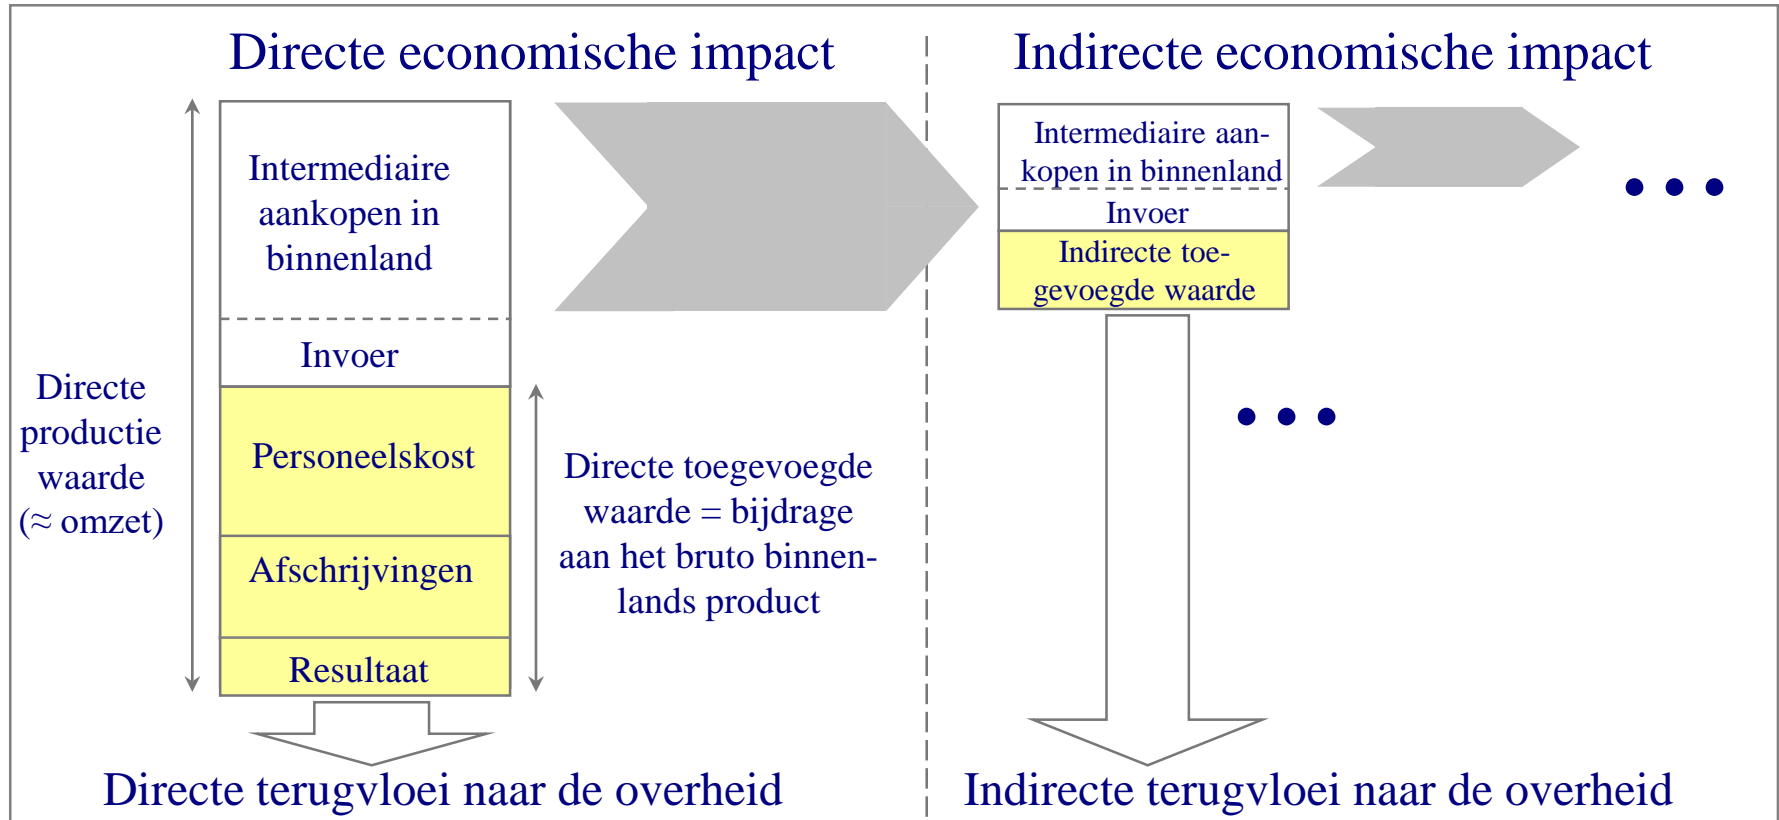 Directe economische impact
Intermediaire
aankopen in
binnenland
Invoer
Directe
productie
waarde
(≈ omzet)
Personeelskost
Afschrijvingen
Resultaat
Directe toegevoegde
waarde = bijdrage
aan het bruto binnen-
lands product
Directe terugvloei naar de overheid
Indirecte economische impact
Intermediaire aan-
kopen in binnenland
Invoer
Indirecte toe-
gevoegde waarde
• • •
• • •
Indirecte terugvloei naar de overheid